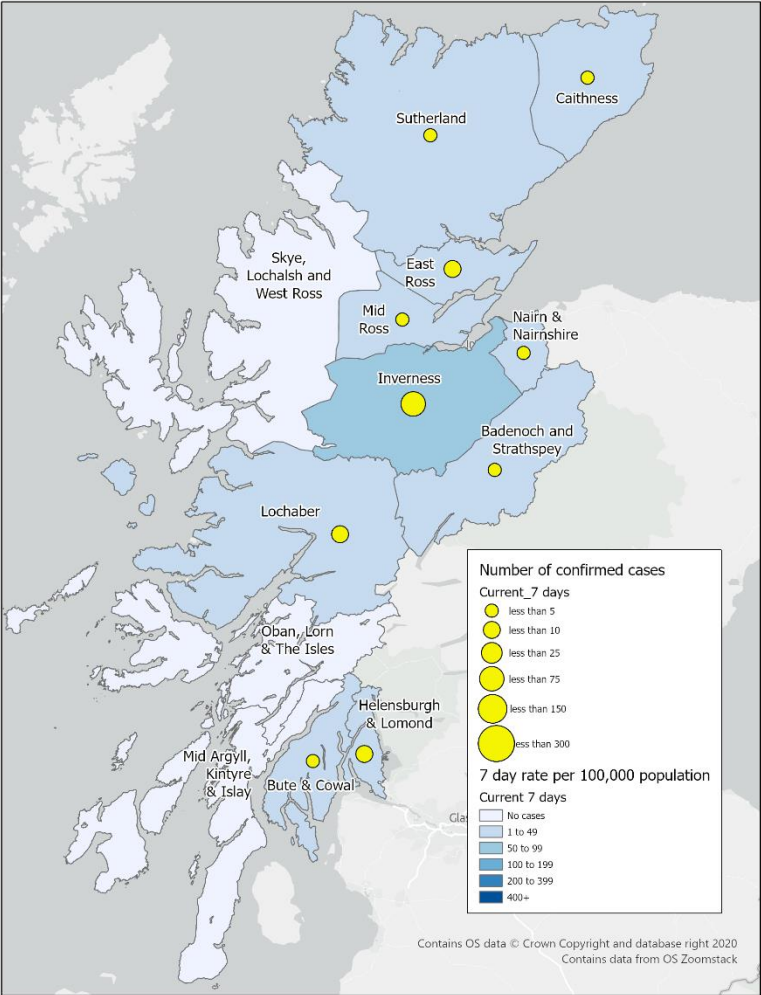 Caithness
Sutherland
Skye,
Lochalsh and
West Ross
East
Ross
Mid
Ross
Nairn &
Nairnshire
Inverness
Badenoch and
Strathspey
Lochaber
Oban, Lorn
& The Isles
Helensburgh
& Lomond
Mid Argyll,
Kintyre
& Islay
Bute & Cowal
Glas
Number of confirmed cases
Current_7 days
less than 5
less than 10
less than 25
less than 75
less than 150
less than 300
7 day rate per 100,000 population
Current 7 days
No cases
1 to 49
50 to 99
100 to 199
200 to 399
400+
Contains OS data © Crown Copyright and database right 2020
Contains data from OS Zoomstack